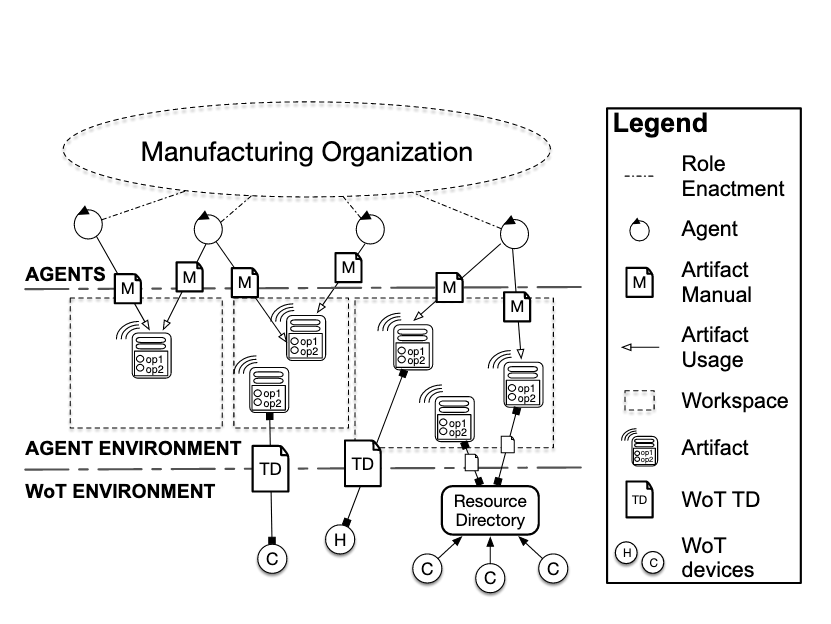 Manufacturing Organization
M
M
M
M
M
M
AGENTS
op1
op2
op1
op2
op1
op2
op1
op2
op1
op2
op1
op2
AGENT ENVIRONMENT
TD
TD
WoT ENVIRONMENT
Resource
Directory
H
C
C
C
C
Legend
Role
Enactment
Agent
M
Artifact
Manual
Artifact
Usage
Workspace
op1
op2
Artifact
TD
WoT TD
H
C
WoT
devices